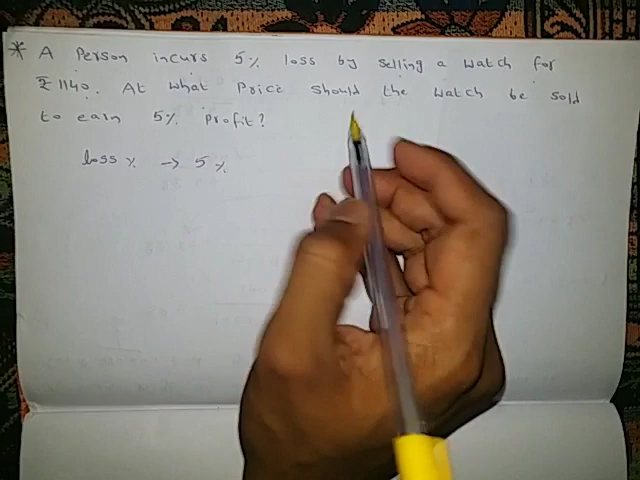 * A Person incurs 5% loss by selling a watch for
₹1140. At what Price should the watch be sold
to earn 5% Profit?
loss % → 5 %